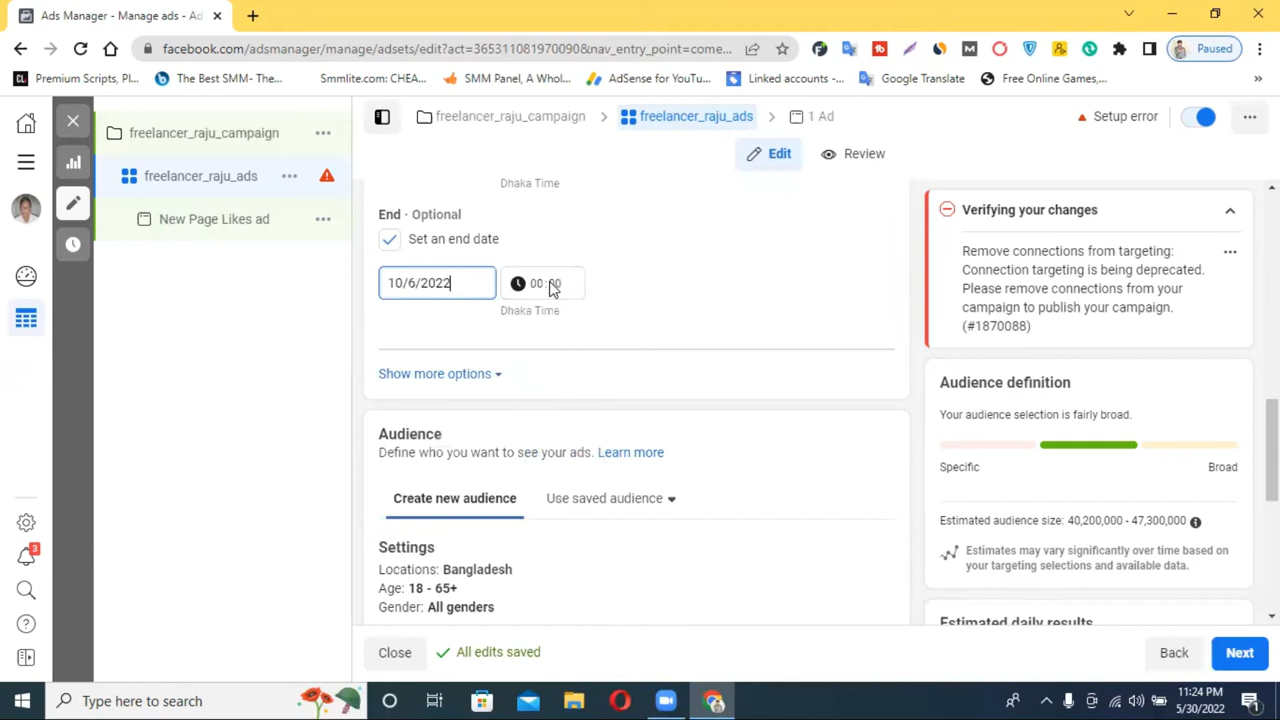 Ads Manager - Manage ads - Ad
facebook.com/adsmanager/manage/adsets/edit?act=365311081970090&nav_entry_point=come...
Paused
Premium Scripts, Pl...
The Best SMM- The...
Smmlite.com: CHEA...
SMM Panel, A Whol...
AdSense for YouTu...
Linked accounts -...
Google Translate
Free Online Games,...
»
freelancer_raju_campaign
freelancer_raju_ads
New Page Likes ad
freelancer_raju_campaign > freelancer_raju_ads > 1 Ad
Setup error
Edit
Review
Dhaka Time
End · Optional
Set an end date
10/6/2022
Dhaka Time
Show more options
Audience
Define who you want to see your ads. Learn more
Create new audience
Use saved audience
Settings
Locations: Bangladesh
Age: 18 - 65+
Gender: All genders
Verifying your changes
Remove connections from targeting:
Connection targeting is being deprecated.
Please remove connections from your
campaign to publish your campaign.
(#1870088)
Audience definition
Your audience selection is fairly broad.
Specific
Broad
Estimated audience size: 40,200,000 - 47,300,000
Estimates may vary significantly over time based on
your targeting selections and available data.
Estimated daily results
3
Close
All edits saved
Back
Next
Type here to search
11:24 PM
5/30/2022
1